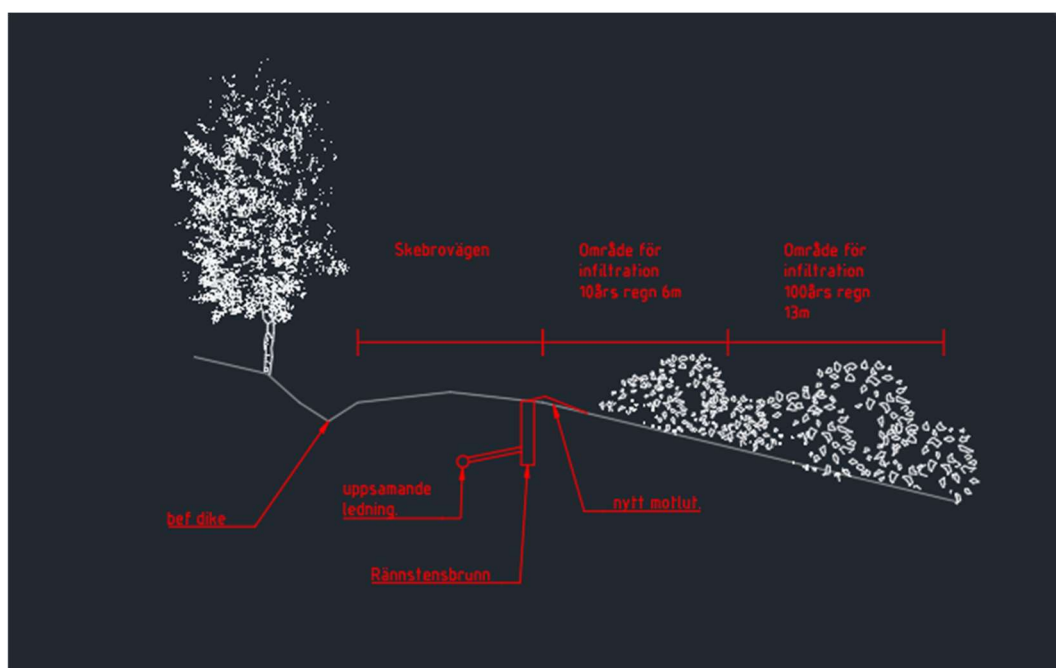 Skebrovägen
Område för
infiltration
10års regn 6m
Område för
infiltration
100års regn
13m
uppsamande
ledning.
nytt motlut.
bef dike
Rännstensbrunn